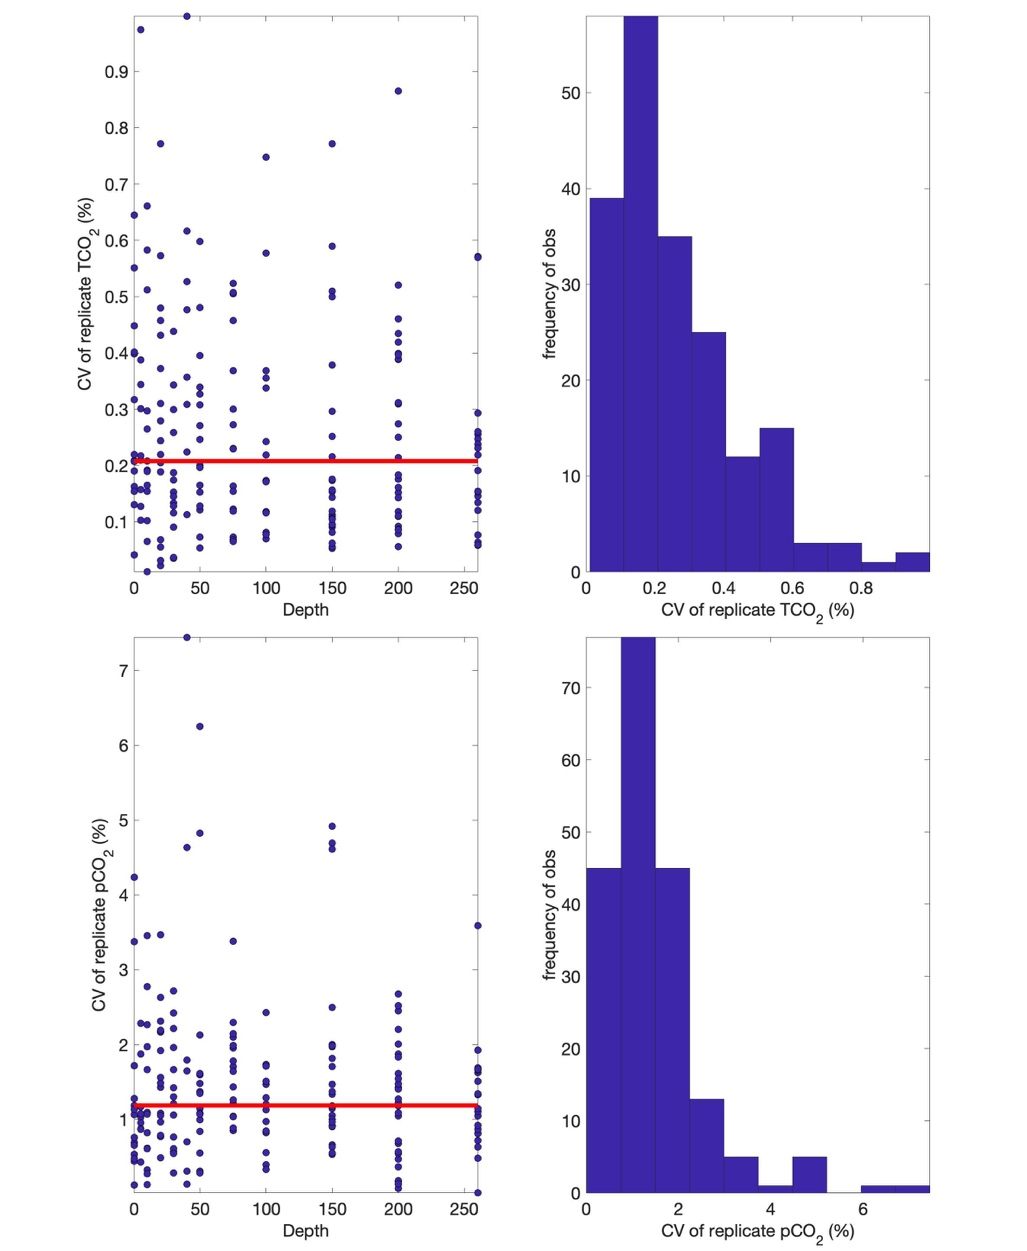 0.9
0.8
0.7
0.6
0.5
0.4
0.3
0.2
0.1
CV of replicate TCO2 (%)
0 50 100 150 200 250
Depth
50
40
30
20
10
0
frequency of obs
0 0.2 0.4 0.6 0.8
CV of replicate TCO2 (%)
7
6
5
4
3
2
1
CV of replicate pCO2 (%)
0 50 100 150 200 250
Depth
70
60
50
40
30
20
10
0
frequency of obs
0 2 4 6
CV of replicate pCO2 (%)